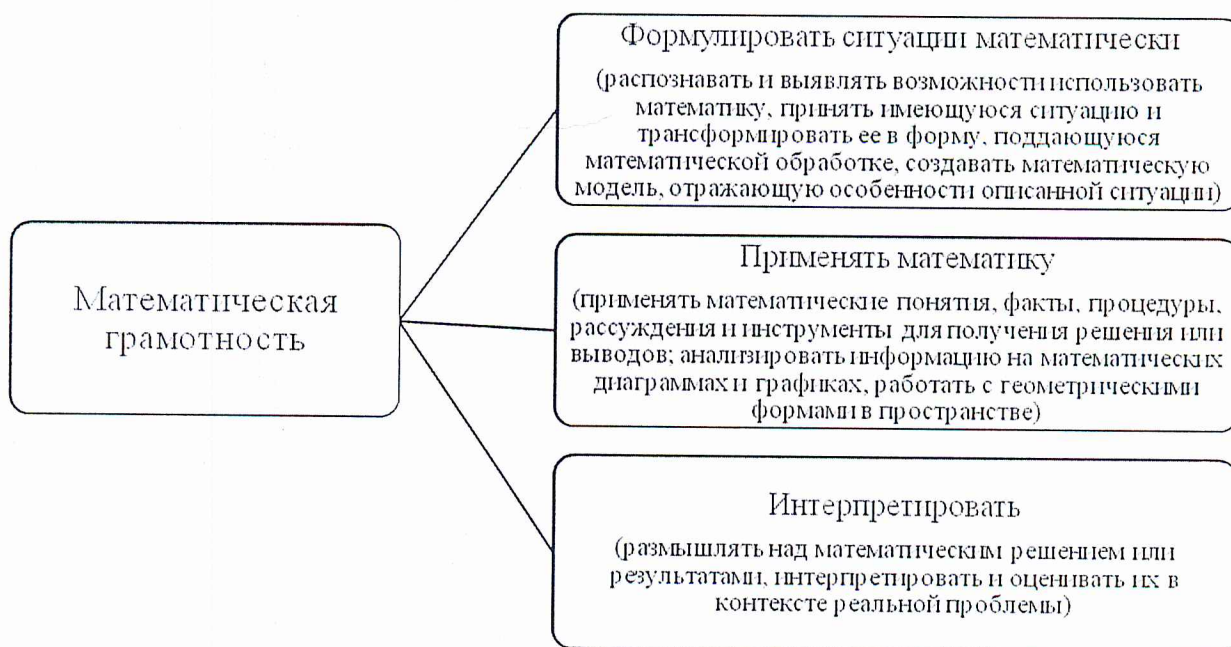 Математическая
грамотность
Формулировать ситуации математически
(распознавать и выявлять возможности использовать
математику, принять имеющуюся ситуацию и
трансформировать ее в форму, поддающуюся
математической обработке, создавать математическую
модель, отражающую особенности описанной ситуации)
Применять математику
(применять математические понятия, факты, процедуры,
рассуждения и инструменты для получения решения или
выводов; анализировать информацию на математических
диаграммах и графиках, работать с геометрическими
формами в пространстве)
Интерпретировать
(размышлять над математическим решением или
результатами, интерпретировать и оценивать их в
контексте реальной проблемы)